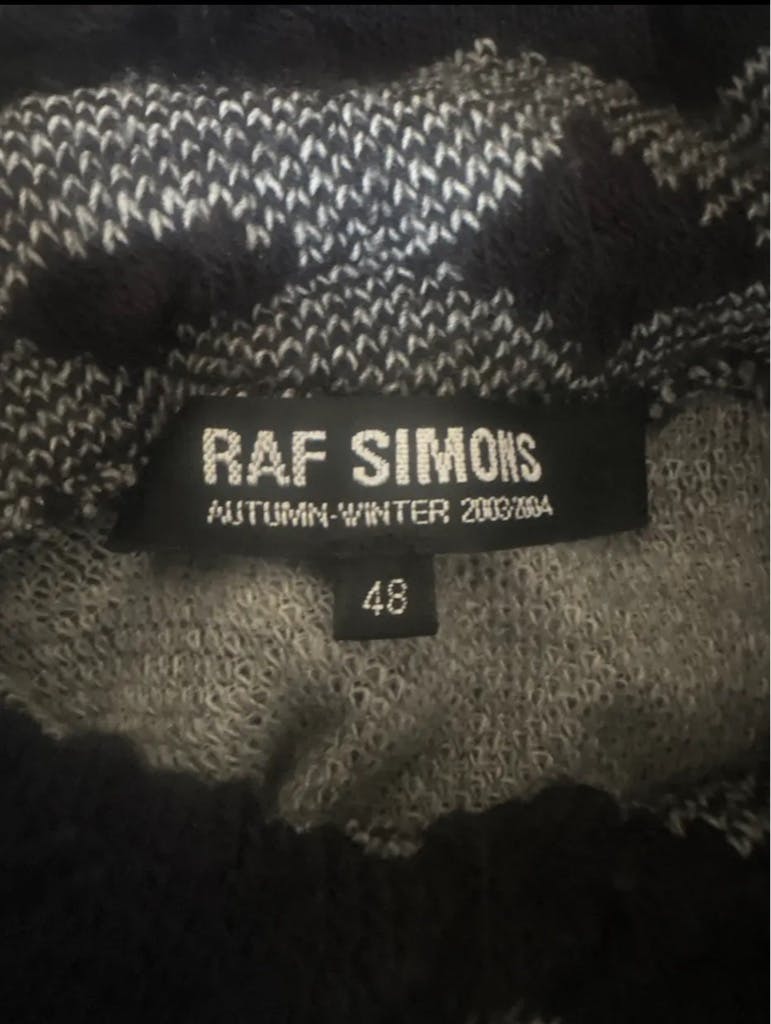 RAF SIMONS
AUTUMN-WINTER 2003/2004
48